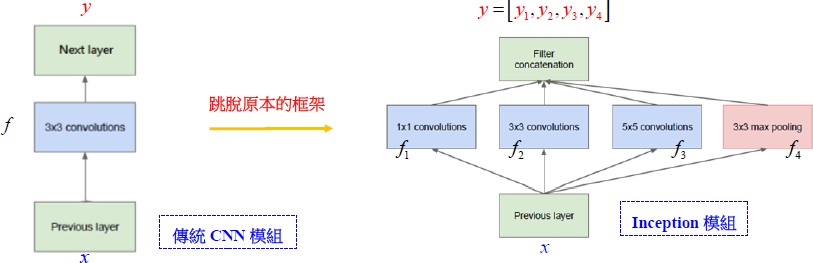 y
Next layer
f
3x3 convolutions
Previous layer
x
傳統 CNN 模組
跳脫原本的框架
y = [y₁, y₂, y₃, y₄]
Filter
concatenation
1x1 convolutions
3x3 convolutions
5x5 convolutions
3x3 max pooling
f₁
f₂
f₃
f₄
Previous layer
x
Inception 模組